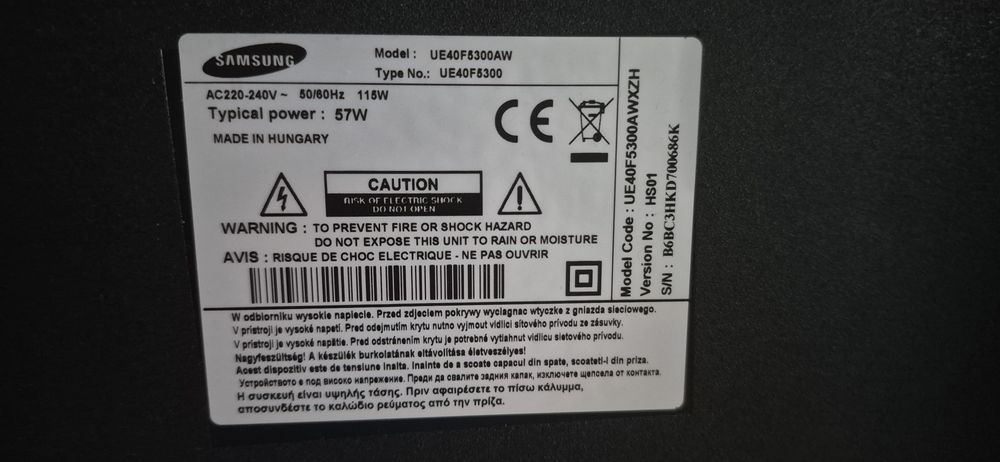 SAMSUNG
Model : UE40F5300AW
Type No.: UE40F5300
AC220-240V ~ 50/60Hz 115W
Typical power : 57W
MADE IN HUNGARY
CE
CAUTION
RISK OF ELECTRIC SHOCK
DO NOT OPEN
WARNING : TO PREVENT FIRE OR SHOCK HAZARD
DO NOT EXPOSE THIS UNIT TO RAIN OR MOISTURE
AVIS : RISQUE DE CHOC ELECTRIQUE - NE PAS OUVRIR
W odbiorniku wysokie napiecie. Przed zdjeciem pokrywy wyciagnac wtyczke z gniazda sieciowego.
V prístroji je vysoké napetí. Pred odejmutím krytu nutno vyjmout vidlici sítového prívodu ze zásuvky.
V prístroji je vysoké napätie. Pred odstránením krytu je potrebné vytiahnut vidlicu sietového prívodu.
Nagyfeszültség! A készülék burkolatának eltávolítása életveszélyes!
Acest dispozitiv este de tensiune inalta. Inainte de a scoate capacul din spate, scoateti-l din priza.
Устройството е под високо напрежение. Преди да свалите задния капак, изключете щепсела от контакта.
Η συσκευή είναι υψηλής τάσης. Πριν αφαιρέσετε το πίσω κάλυμμα,
αποσυνδέστε το καλώδιο ρεύματος από την πρίζα.
Model Code : UE40F5300AWXZH
Version No : HS01
S/N : B6BC3HKD700686K